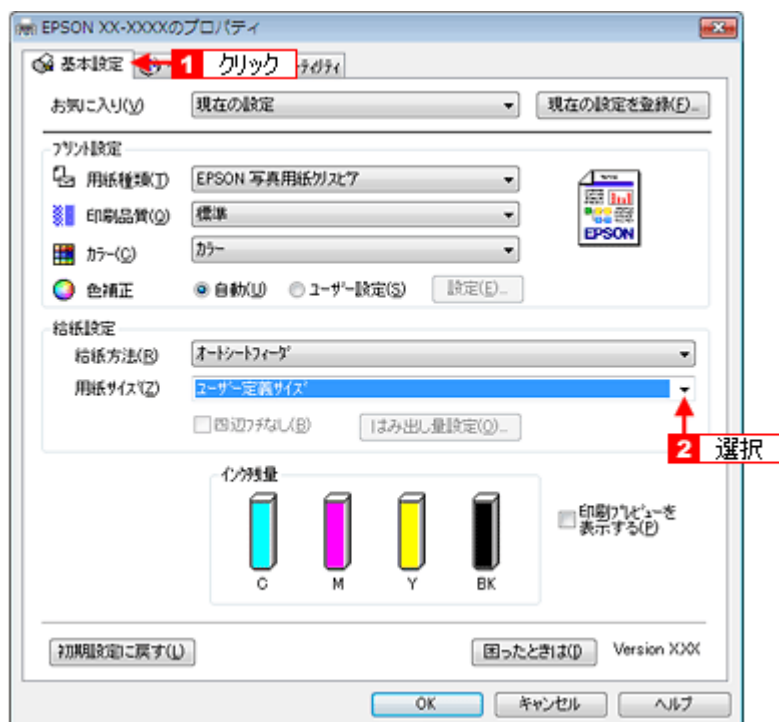 EPSON XX-XXXXのプロパティ
基本設定
1 クリック
ーティリティ
お気に入り(V)
現在の設定
現在の設定を登録(F)...
プリント設定
用紙種類(T)
EPSON 写真用紙クリスピア
印刷品質(Q)
標準
カラー(C)
カラー
EPSON
色補正
自動(U)
ユーザー設定(S)
設定(E)...
給紙設定
給紙方法(R)
オートシートフィーダ
用紙サイズ(Z)
ユーザー定義サイズ
四辺フチなし(B)
はみ出し量設定(O)...
2 選択
インク残量
C
M
Y
BK
印刷プレビューを
表示する(P)
初期設定に戻す(L)
困ったときは(I)
Version X.XX
OK
キャンセル
ヘルプ